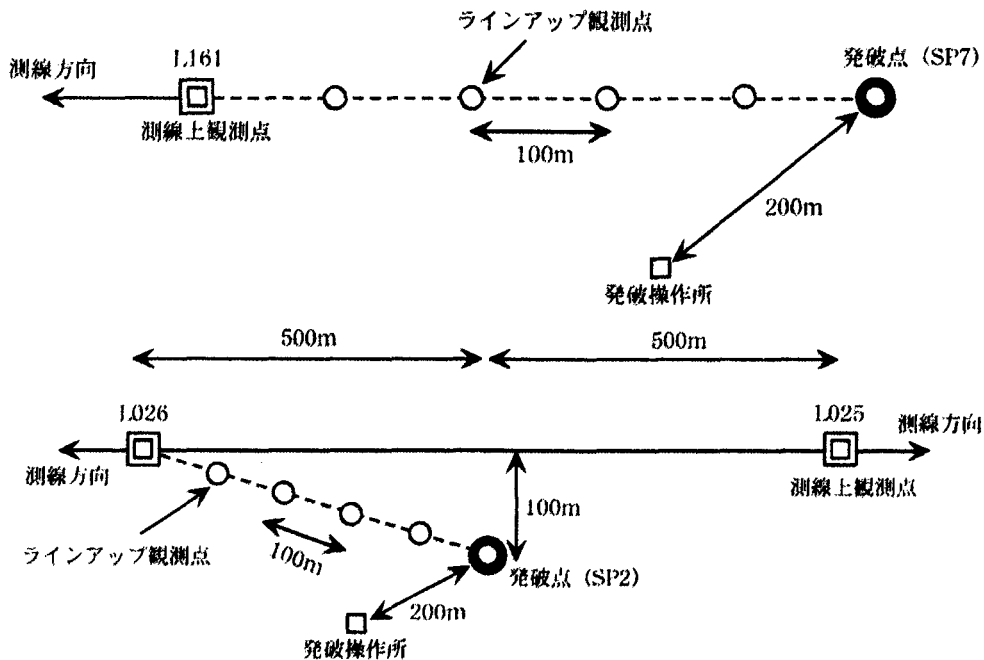 ラインアップ観測点
L161
発破点 (SP7)
測線方向
測線上観測点
100m
200m
発破操作所
500m
500m
L026
L025
測線方向
測線方向
測線上観測点
100m
ラインアップ観測点
100m
発破点 (SP2)
200m
発破操作所